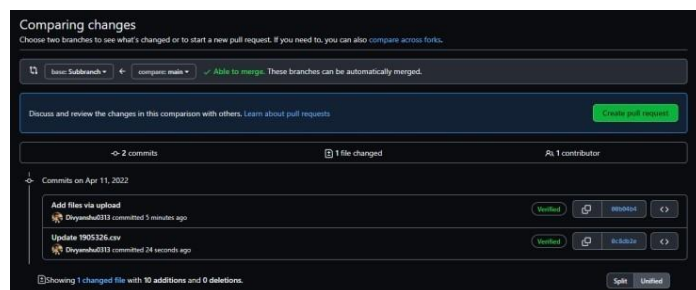 Comparing changes
Choose two branches to see what's changed or to start a new pull request. If you need to, you can also compare across forks.
base: Subbranch ← compare: main ✓ Able to merge. These branches can be automatically merged.
Discuss and review the changes in this comparison with others. Learn about pull requests
Create pull request
2 commits
1 file changed
1 contributor
Commits on Apr 11, 2022
Add files via upload
Divyanshu0313 committed 5 minutes ago
Verified
Update 1905326.csv
Divyanshu0313 committed 24 seconds ago
Verified
Showing 1 changed file with 10 additions and 0 deletions.
Split Unified